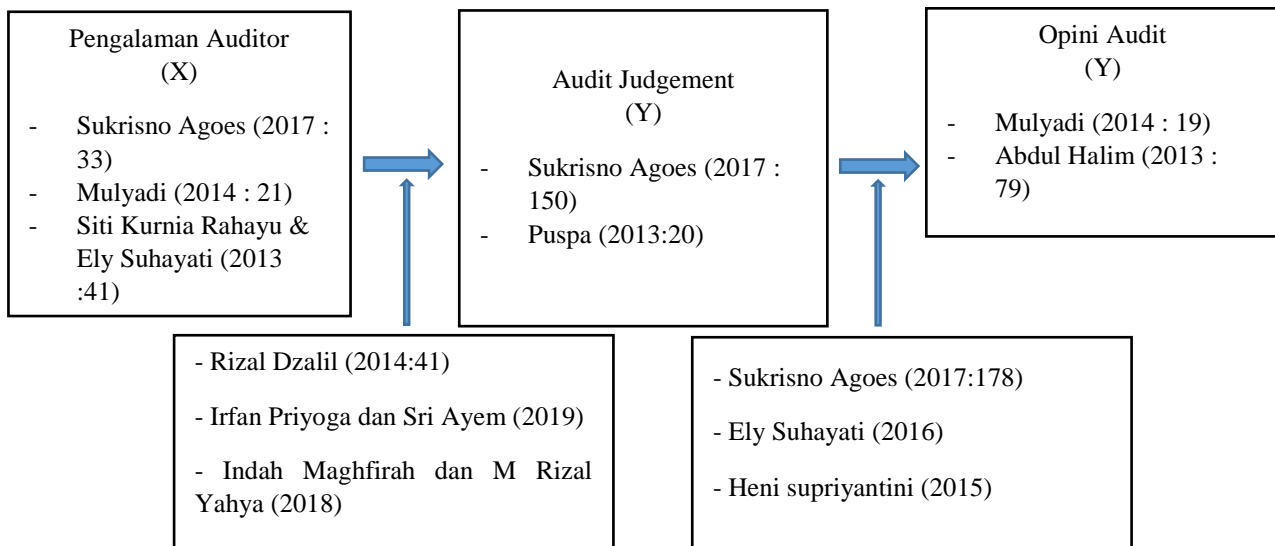 Pengalaman Auditor
(X)
- Sukrisno Agoes (2017 :
33)
- Mulyadi (2014 : 21)
- Siti Kurnia Rahayu &
Ely Suhayati (2013
:41)
Audit Judgement
(Y)
- Sukrisno Agoes (2017 :
150)
- Puspa (2013:20)
Opini Audit
(Y)
- Mulyadi (2014 : 19)
- Abdul Halim (2013 :
79)
- Rizal Dzalil (2014:41)
- Irfan Priyoga dan Sri Ayem (2019)
- Indah Maghfirah dan M Rizal
Yahya (2018)
- Sukrisno Agoes (2017:178)
- Ely Suhayati (2016)
- Heni supriyantini (2015)